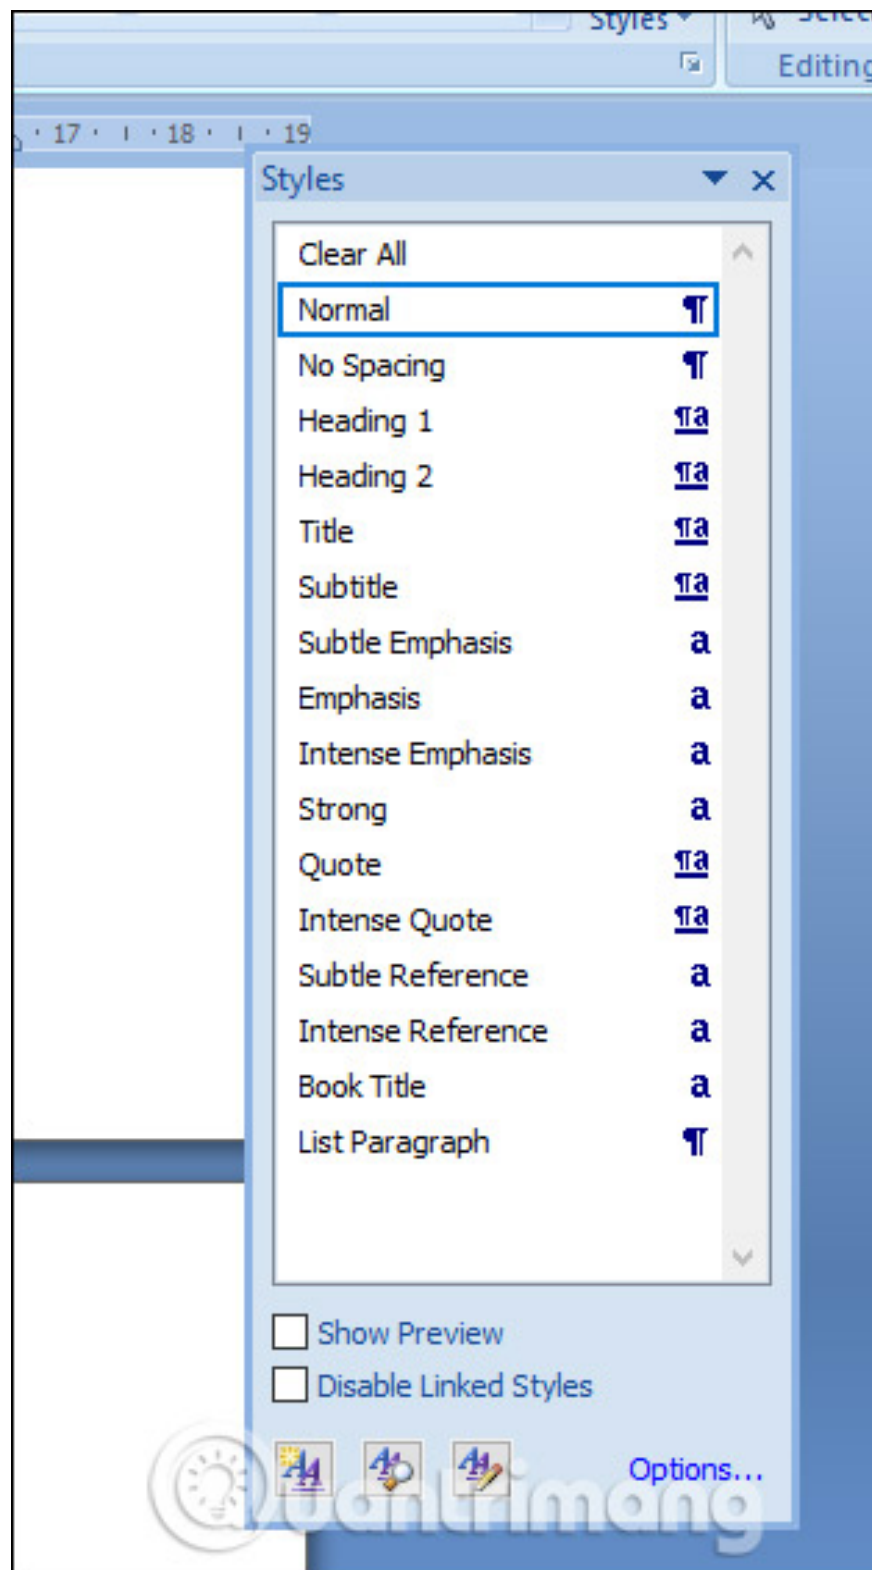 Styles
Editing
17 18 19
Styles
Clear All
Normal ¶
No Spacing ¶
Heading 1 ¶a
Heading 2 ¶a
Title ¶a
Subtitle ¶a
Subtle Emphasis a
Emphasis a
Intense Emphasis a
Strong a
Quote ¶a
Intense Quote ¶a
Subtle Reference a
Intense Reference a
Book Title a
List Paragraph ¶
Show Preview
Disable Linked Styles
Options...
Quantrimang